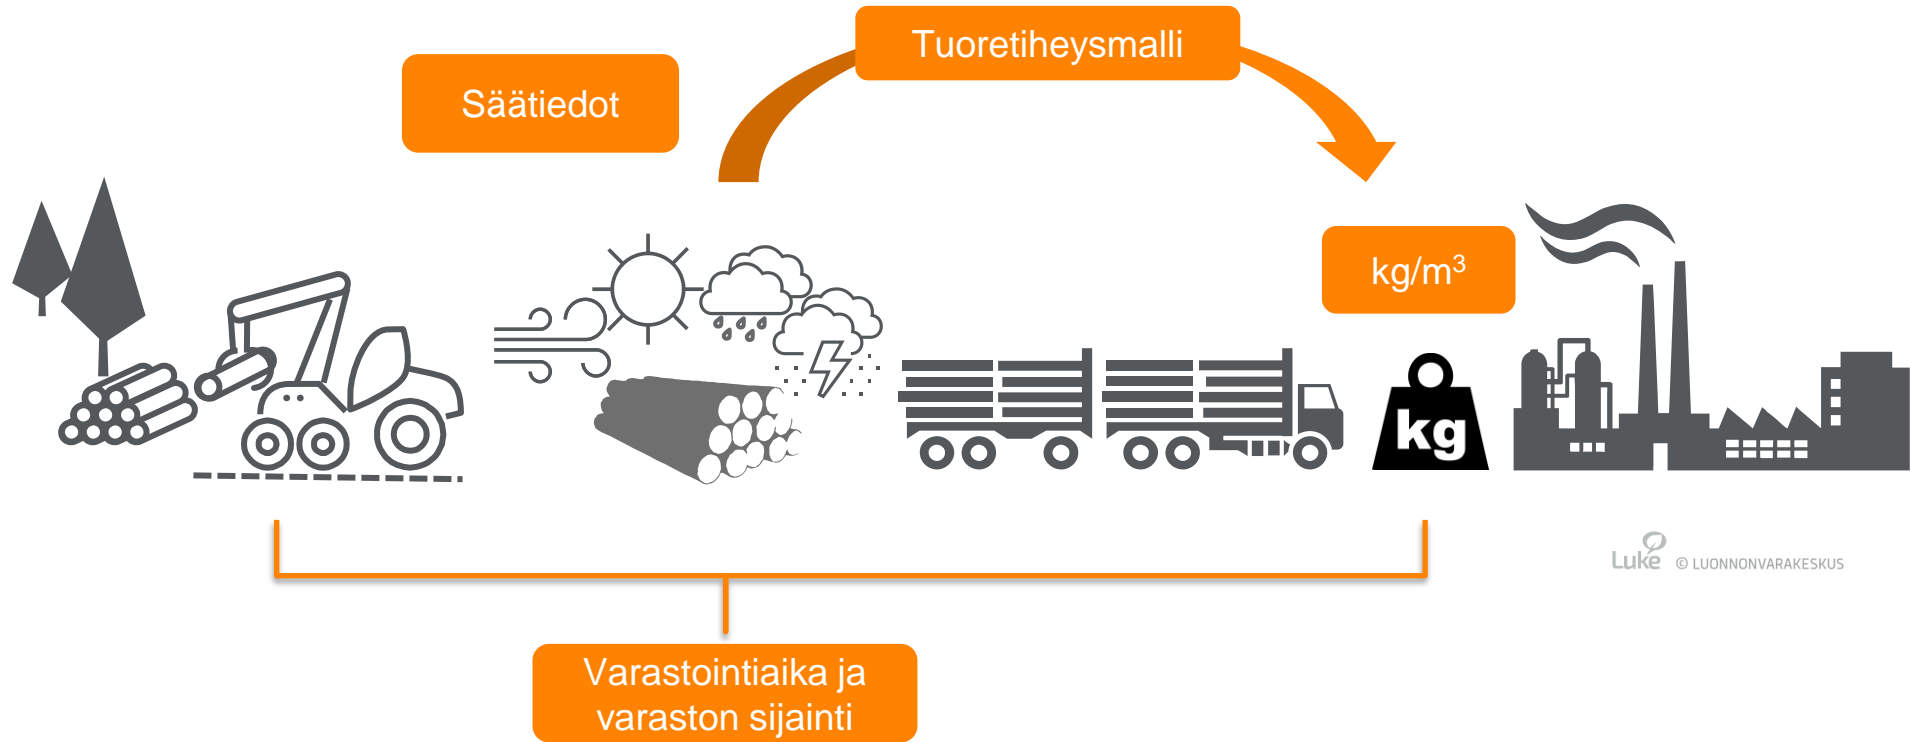 Tuoretiheysmalli
Säätiedot
kg/m³
kg
Luke © LUONNONVARAKESKUS
Varastointiaika ja
varaston sijainti